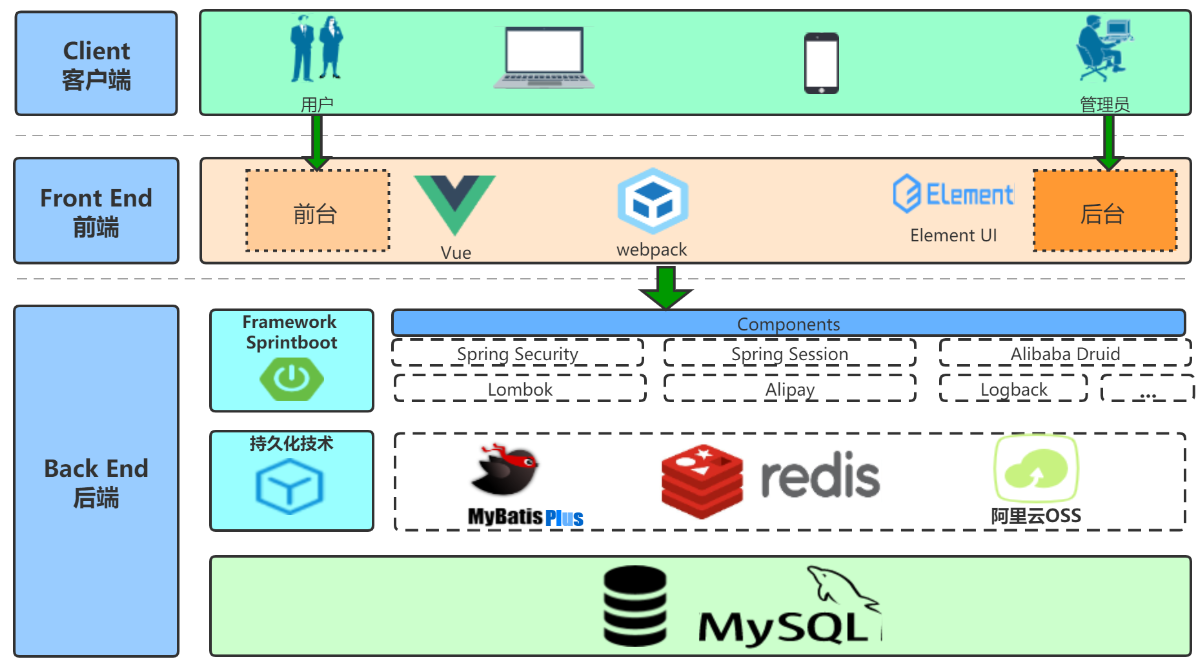 Client
客户端
用户
管理员
Front End
前端
前台
Vue
webpack
Element
Element UI
后台
Back End
后端
Framework
Sprintboot
Components
Spring Security
Spring Session
Alibaba Druid
Lombok
Alipay
Logback
...
持久化技术
MyBatis Plus
redis
阿里云OSS
MySQL